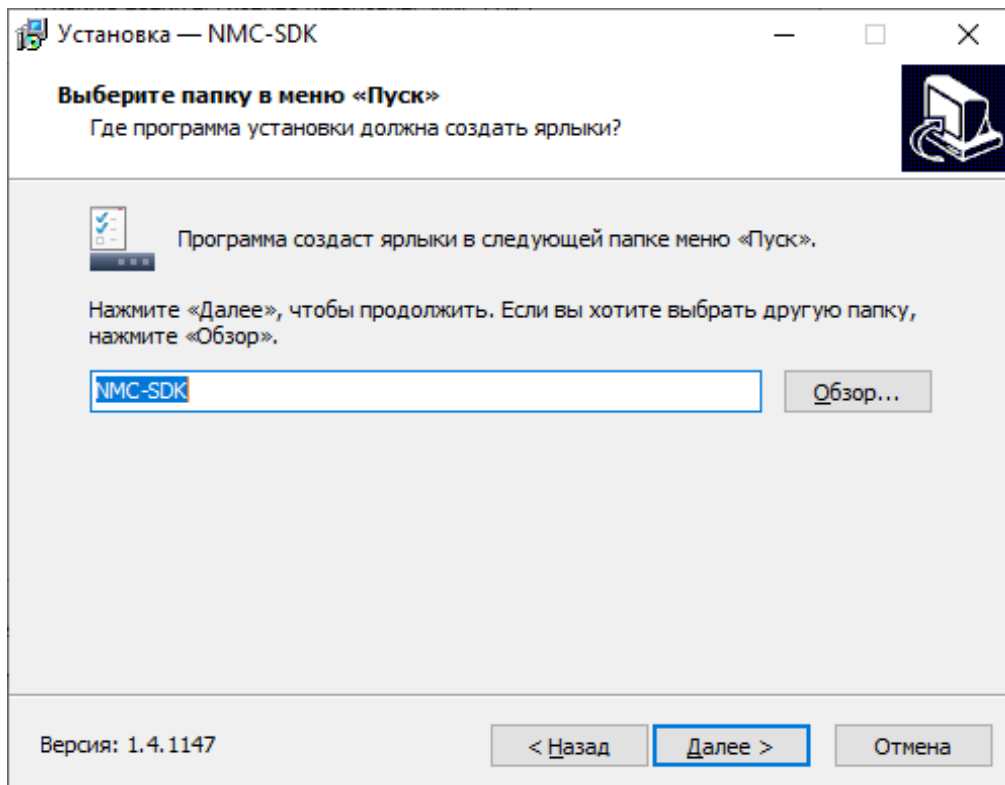 Установка — NMC-SDK
Выберите папку в меню «Пуск»
Где программа установки должна создать ярлыки?
Программа создаст ярлыки в следующей папке меню «Пуск».
Нажмите «Далее», чтобы продолжить. Если вы хотите выбрать другую папку,
нажмите «Обзор».
NMC-SDK
Обзор...
Версия: 1.4.1147
< Назад
Далее >
Отмена